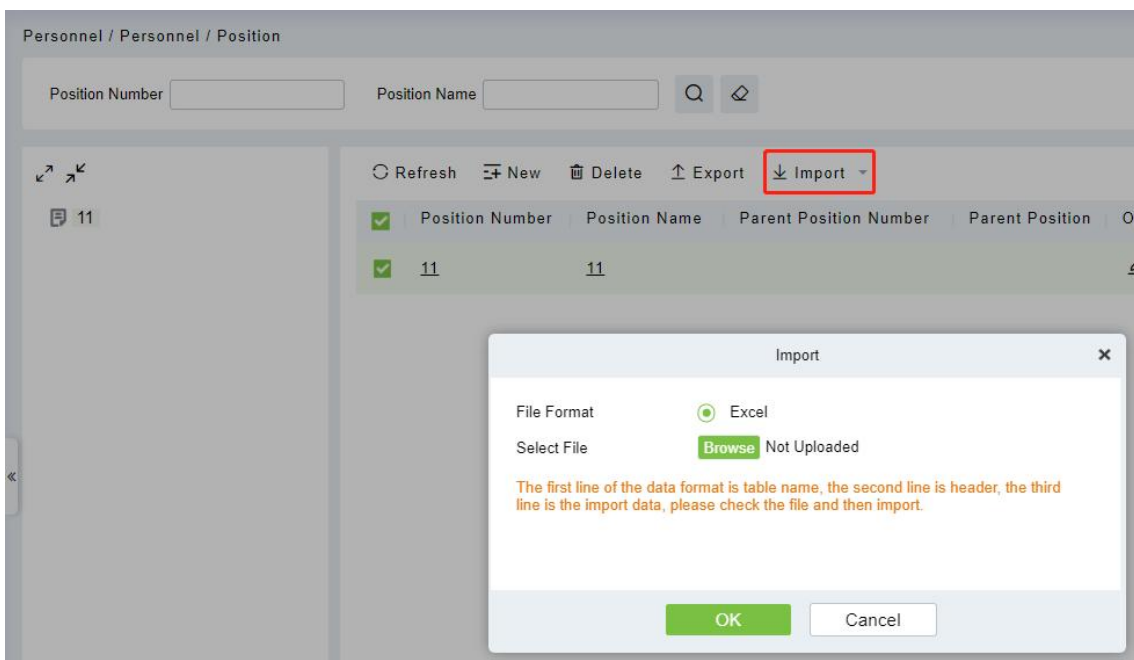 Personnel / Personnel / Position
Position Number Position Name
Refresh New Delete Export Import
11
Position Number Position Name Parent Position Number Parent Position
11 11
Import
File Format Excel
Select File Browse Not Uploaded
The first line of the data format is table name, the second line is header, the third
line is the import data, please check the file and then import.
OK Cancel